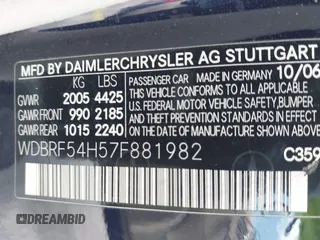 MFD BY DAIMLERCHRYSLER AG STUTTGART
KG LBS PASSENGER CAR MADE IN GERMANY 10/06
GVWR 2005 4425 THIS VEHICLE CONFORMS TO ALL
GAWR FRONT 990 2185 APPLICABLE U.S. FEDERAL MOTOR
GAWR REAR 1015 2240 VEHICLE SAFETY, BUMPER, AND
THEFT PREVENTION STANDARDS IN
EFFECT ON THE DATE OF
MANUFACTURE SHOWN ABOVE.
WDBRF54H57F881982
C359
DREAMBID